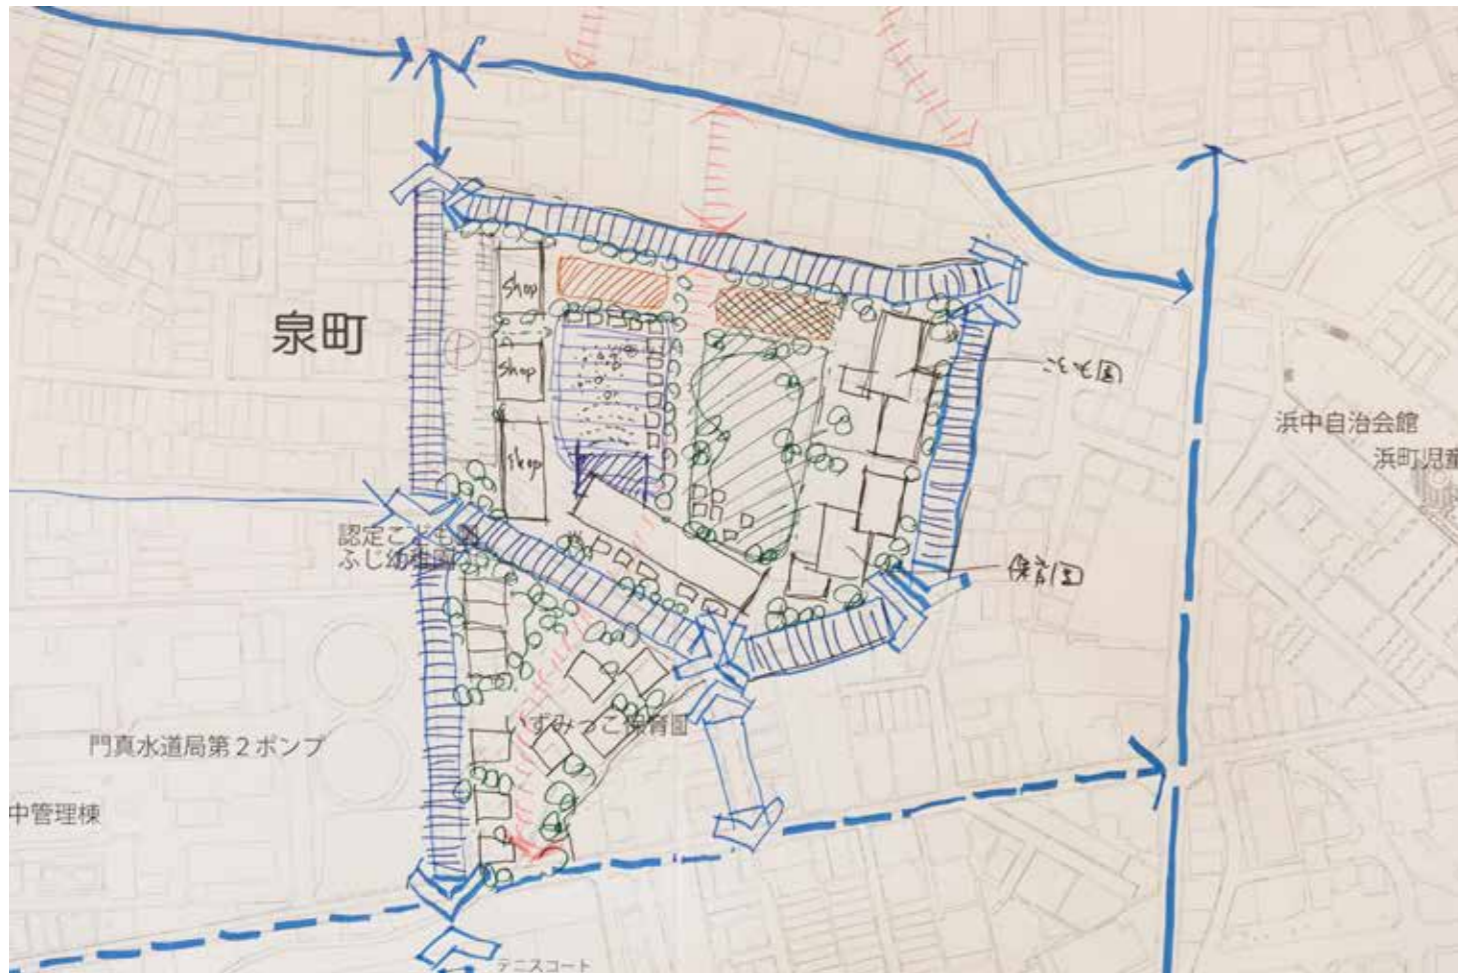 Shop
泉町
P
Shop
こども園
浜中自治会館
浜町児童
Shop
認定こども園
ふじ幼稚園
保育園
いずみっこ保育園
門真水道局第2ポンプ
中管理棟
テニスコート